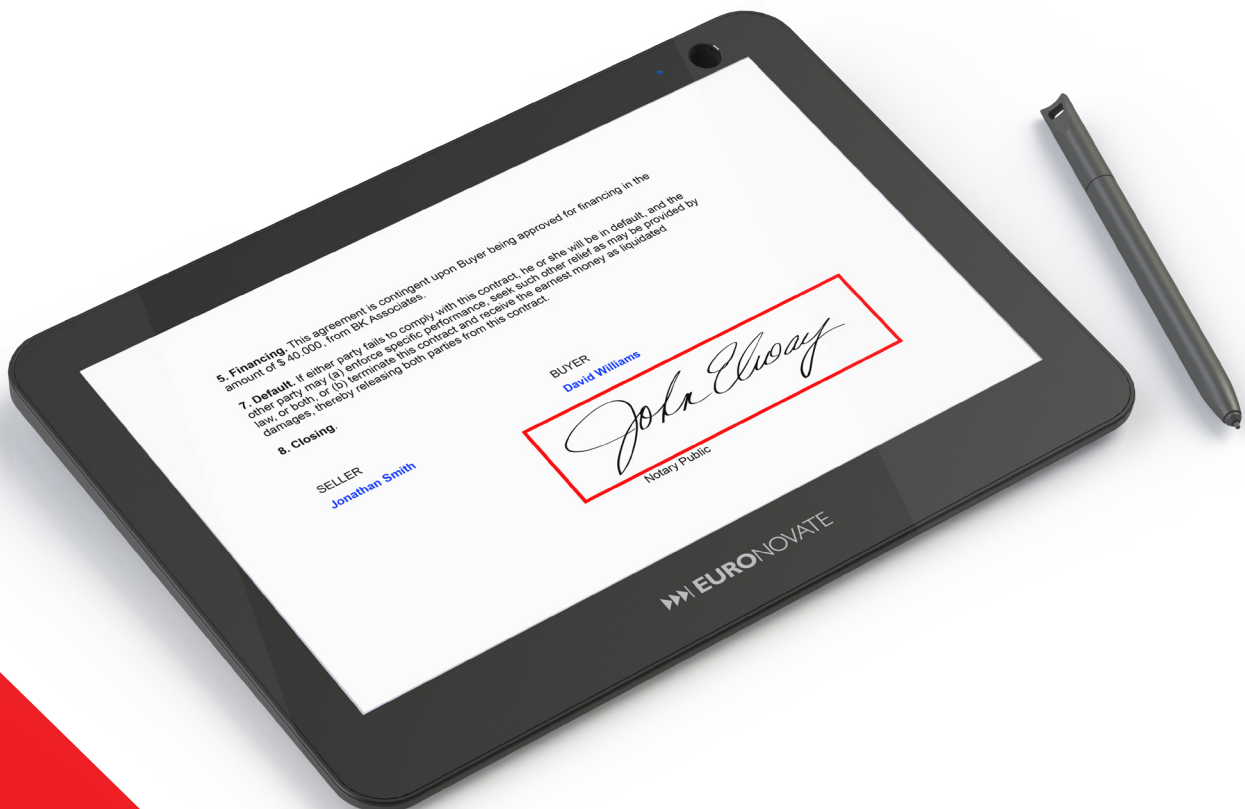 5. Financing. This agreement is contingent upon Buyer being approved for financing in the
amount of $ 40,000, from BK Associates.
7. Default. If either party fails to comply with this contract, he or she will be in default, and the
other party may (a) enforce specific performance, seek such other relief as may be provided by
law, or both, or (b) terminate this contract and receive the earnest money as liquidated
damages, thereby releasing both parties from this contract.
8. Closing.
SELLER
Jonathan Smith
BUYER
David Williams
John Elway
Notary Public
EURONOVATE